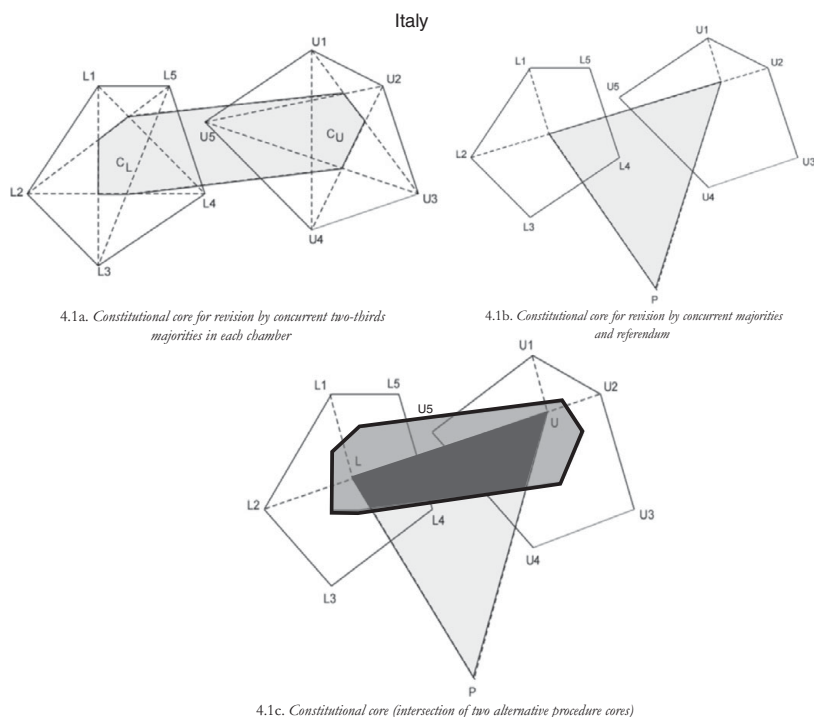 Italy
U1
L1
L5
U2
U5
C_U
C_L
L2
L4
U3
U4
L3
4.1a. Constitutional core for revision by concurrent two-thirds
majorities in each chamber
U1
L1
L5
U2
U5
L2
L4
U3
U4
L3
P
4.1b. Constitutional core for revision by concurrent majorities
and referendum
U1
L1
L5
U2
U5
U
L
L2
L4
U3
U4
L3
P
4.1c. Constitutional core (intersection of two alternative procedure cores)